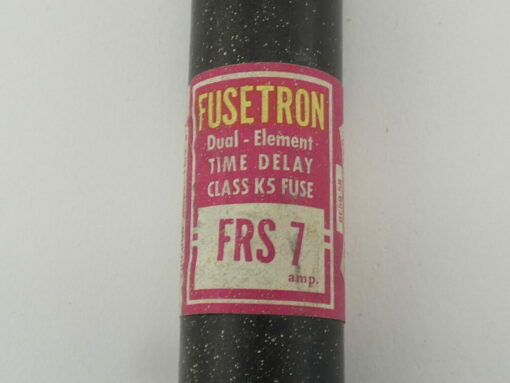 FUSETRON
Dual - Element
TIME DELAY
CLASS K5 FUSE
FRS 7
amp.